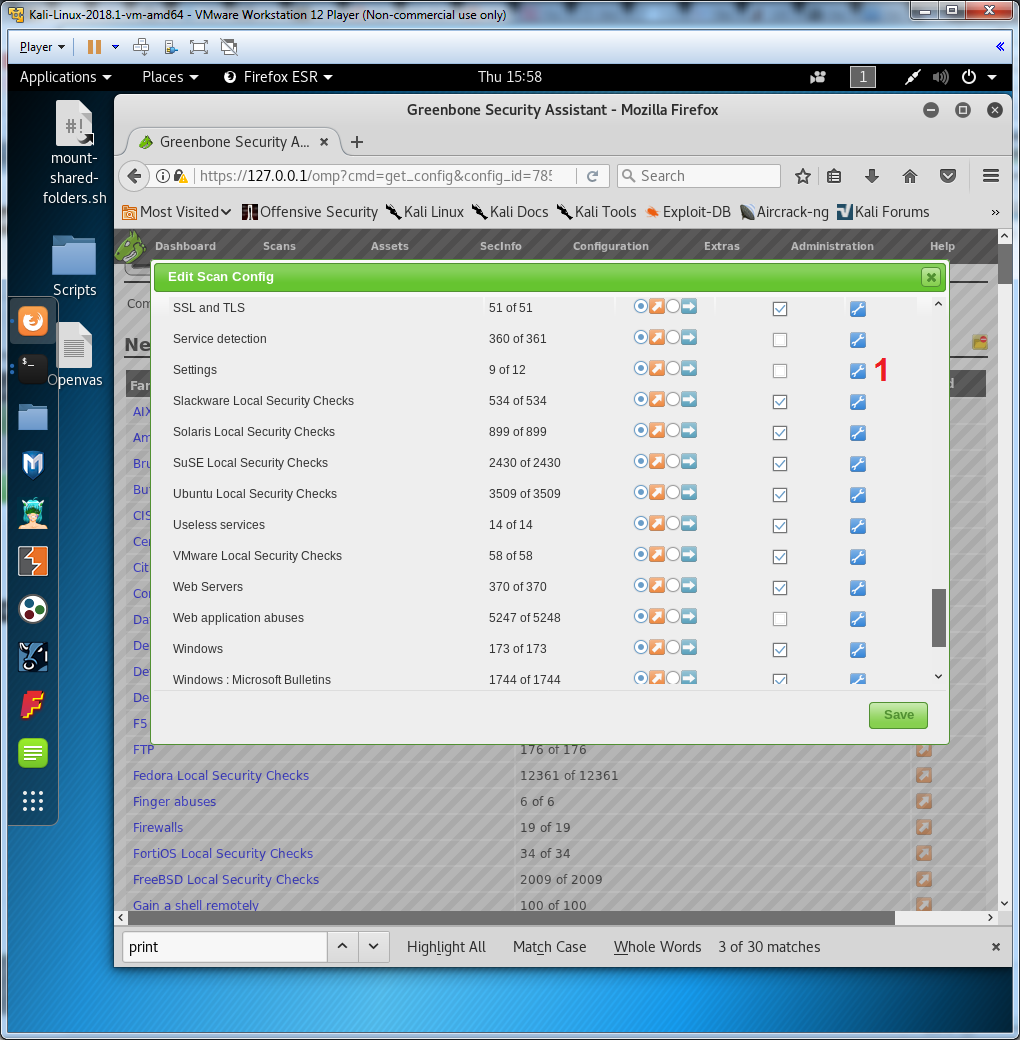 Kali-Linux-2018.1-vm-amd64 - VMware Workstation 12 Player (Non-commercial use only)
Player
Applications Places Firefox ESR Thu 15:58 1
#!
mount-
shared-
folders.sh
Scripts
Openvas
Greenbone Security Assistant - Mozilla Firefox
Greenbone Security A...
https://127.0.0.1/omp?cmd=get_config&config_id=785 Search
Most Visited Offensive Security Kali Linux Kali Docs Kali Tools Exploit-DB Aircrack-ng Kali Forums »
Dashboard Scans Assets SecInfo Configuration Extras Administration Help
Edit Scan Config
SSL and TLS 51 of 51
Service detection 360 of 361
Settings 9 of 12 1
Slackware Local Security Checks 534 of 534
Solaris Local Security Checks 899 of 899
SuSE Local Security Checks 2430 of 2430
Ubuntu Local Security Checks 3509 of 3509
Useless services 14 of 14
VMware Local Security Checks 58 of 58
Web Servers 370 of 370
Web application abuses 5247 of 5248
Windows 173 of 173
Windows : Microsoft Bulletins 1744 of 1744
Save
F5
FTP 176 of 176
Fedora Local Security Checks 12361 of 12361
Finger abuses 6 of 6
Firewalls 19 of 19
FortiOS Local Security Checks 34 of 34
FreeBSD Local Security Checks 2009 of 2009
Gain a shell remotely 100 of 100
print Highlight All Match Case Whole Words 3 of 30 matches